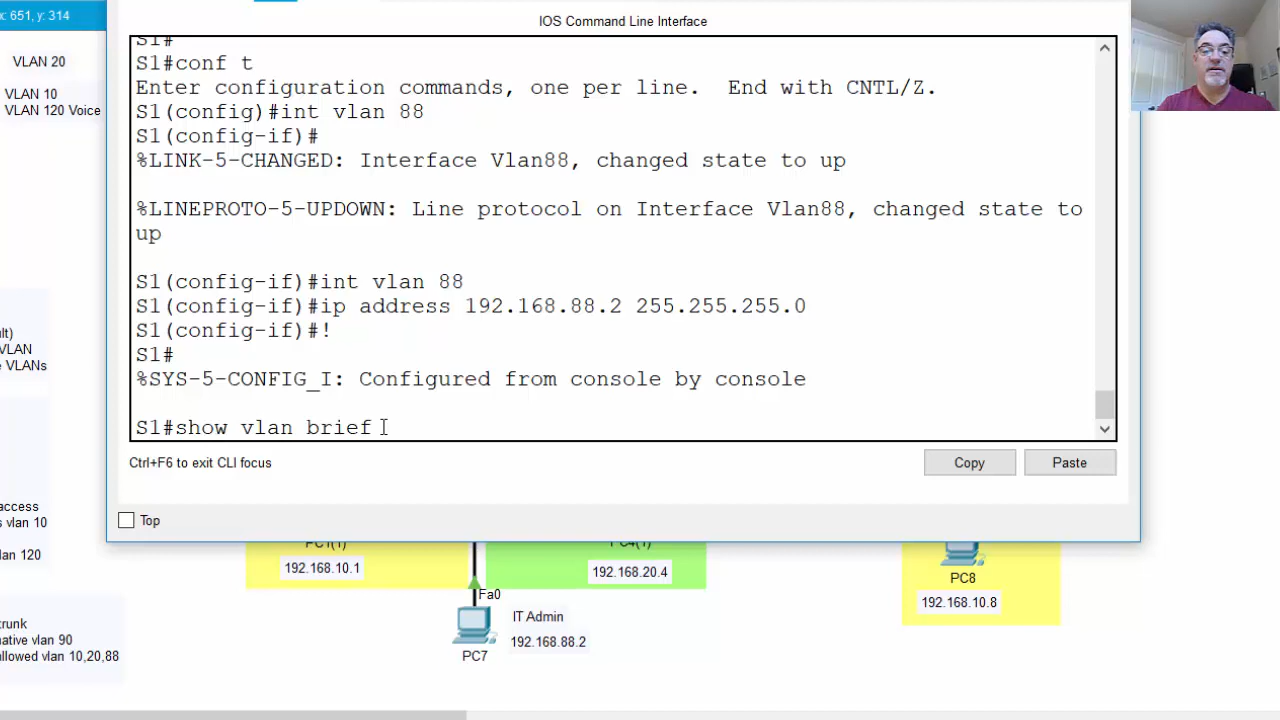 x: 651, y: 314
IOS Command Line Interface
VLAN 20
VLAN 10
VLAN 120 Voice
S1#
S1#conf t
Enter configuration commands, one per line.  End with CNTL/Z.
S1(config)#int vlan 88
S1(config-if)#
%LINK-5-CHANGED: Interface Vlan88, changed state to up
%LINEPROTO-5-UPDOWN: Line protocol on Interface Vlan88, changed state to
up
S1(config-if)#int vlan 88
S1(config-if)#ip address 192.168.88.2 255.255.255.0
S1(config-if)#!
S1#
%SYS-5-CONFIG_I: Configured from console by console
S1#show vlan brief
Ctrl+F6 to exit CLI focus
Copy
Paste
Top
ult)
VLAN
e VLANs
access
s vlan 10
lan 120
trunk
native vlan 90
allowed vlan 10,20,88
PC1(1)
192.168.10.1
PC4(1)
192.168.20.4
Fa0
IT Admin
192.168.88.2
PC7
PC8
192.168.10.8